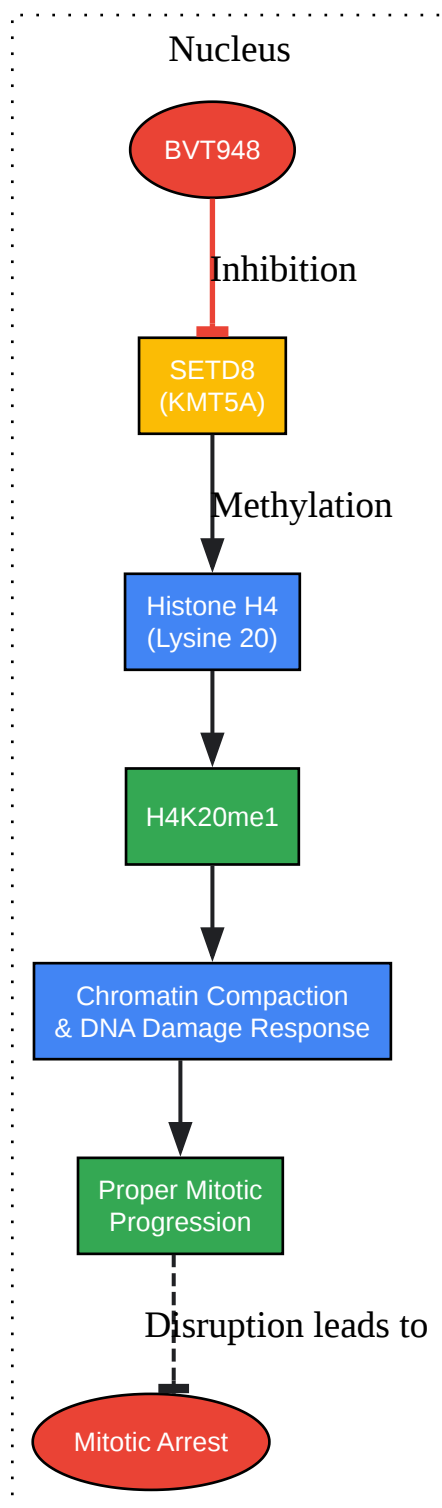 Nucleus
BVT948
Inhibition
SETD8
(KMT5A)
Methylation
Histone H4
(Lysine 20)
H4K20me1
Chromatin Compaction
& DNA Damage Response
Proper Mitotic
Progression
Disruption leads to
Mitotic Arrest